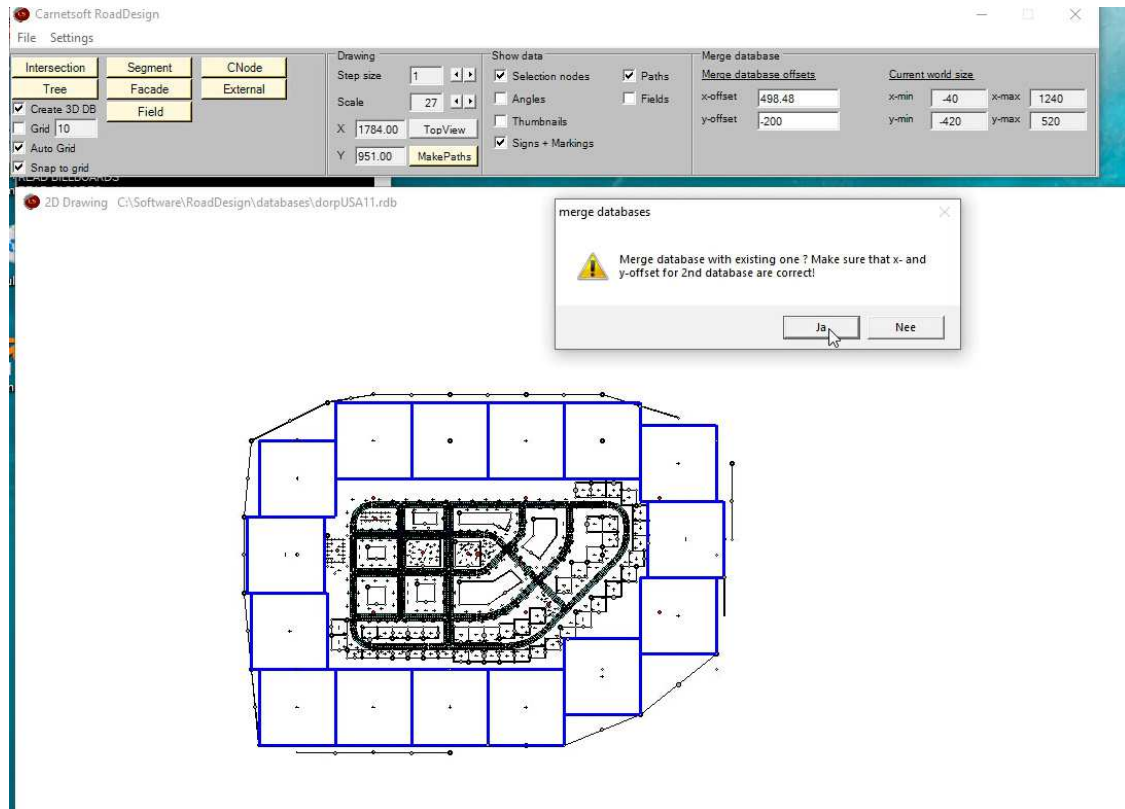 Carnetsoft RoadDesign
File Settings
Intersection Segment CNode
Tree Facade External
Create 3D DB Field
Grid 10
Auto Grid
Snap to grid
Drawing
Step size 1
Scale 27
X 1784.00 TopView
Y 951.00 MakePaths
Show data
Selection nodes Paths
Angles Fields
Thumbnails
Signs + Markings
Merge database
Merge database offsets Current world size
x-offset 498.48 x-min -40 x-max 1240
y-offset -200 y-min -420 y-max 520
READ BILLBOARDS
2D Drawing C:\Software\RoadDesign\databases\dorpUSA11.rdb
merge databases
Merge database with existing one ? Make sure that x- and
y-offset for 2nd database are correct!
Ja Nee